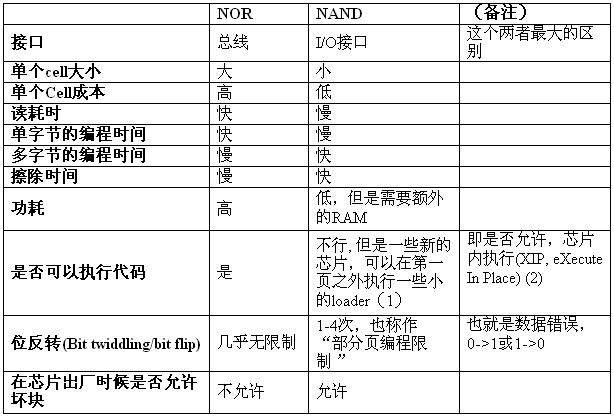 NOR NAND （备注）
接口 总线 I/O接口 这个两者最大的区
别
单个cell大小 大 小
单个Cell成本 高 低
读耗时 快 慢
单字节的编程时间 快 慢
多字节的编程时间 慢 快
擦除时间 慢 快
功耗 高 低，但是需要额外
的RAM
是否可以执行代码 是 不行,但是一些新的
芯片，可以在第一
页之外执行一些小
的loader（1）
即是否允许，芯片
内执行(XIP, eXecute
In Place) (2)
位反转(Bit twiddling/bit flip) 几乎无限制 1-4次，也称作
“部分页编程限
制 ”
也就是数据错误，
0->1或1->0
在芯片出厂时候是否允许
坏块 不允许 允许